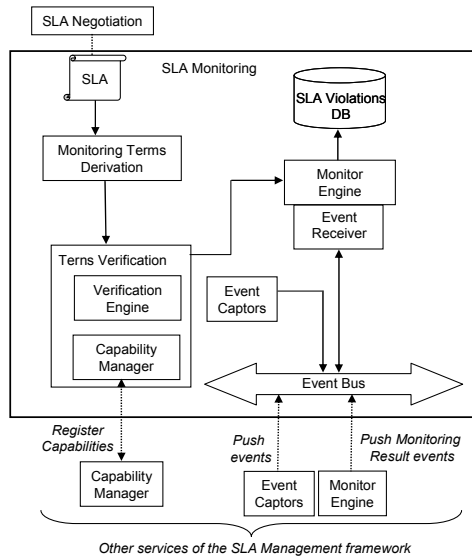 SLA Negotiation
SLA
SLA Monitoring
SLA Violations
DB
Monitoring Terms
Derivation
Monitor
Engine
Event
Receiver
Terns Verification
Verification
Engine
Event
Captors
Capability
Manager
Event Bus
Register
Capabilities
Push
events
Push Monitoring
Result events
Capability
Manager
Event
Captors
Monitor
Engine
Other services of the SLA Management framework